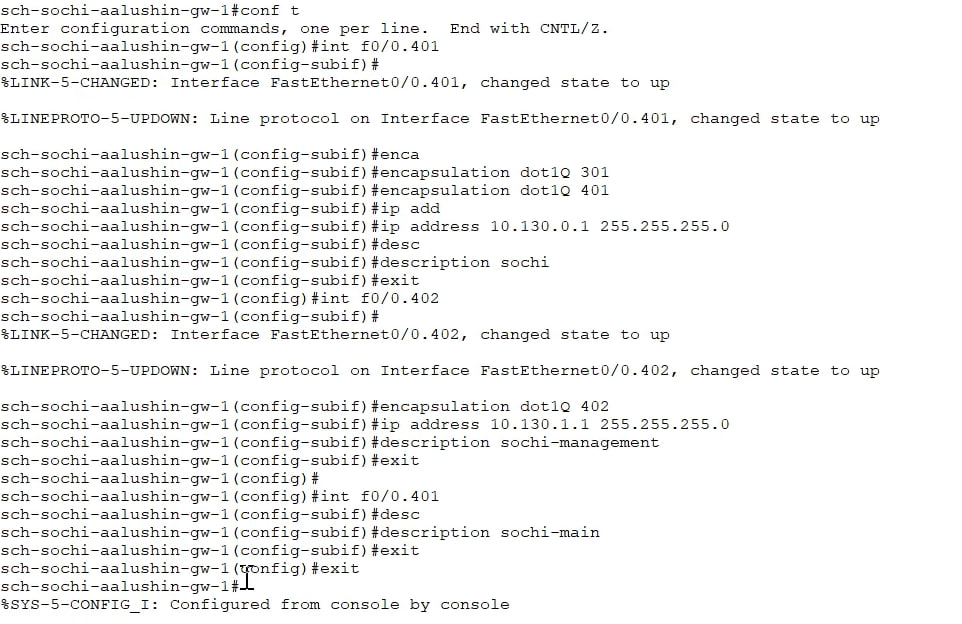 sch-sochi-aalushin-gw-1#conf t
Enter configuration commands, one per line.  End with CNTL/Z.
sch-sochi-aalushin-gw-1(config)#int f0/0.401
sch-sochi-aalushin-gw-1(config-subif)#
%LINK-5-CHANGED: Interface FastEthernet0/0.401, changed state to up
%LINEPROTO-5-UPDOWN: Line protocol on Interface FastEthernet0/0.401, changed state to up
sch-sochi-aalushin-gw-1(config-subif)#enca
sch-sochi-aalushin-gw-1(config-subif)#encapsulation dot1Q 301
sch-sochi-aalushin-gw-1(config-subif)#encapsulation dot1Q 401
sch-sochi-aalushin-gw-1(config-subif)#ip add
sch-sochi-aalushin-gw-1(config-subif)#ip address 10.130.0.1 255.255.255.0
sch-sochi-aalushin-gw-1(config-subif)#desc
sch-sochi-aalushin-gw-1(config-subif)#description sochi
sch-sochi-aalushin-gw-1(config-subif)#exit
sch-sochi-aalushin-gw-1(config)#int f0/0.402
sch-sochi-aalushin-gw-1(config-subif)#
%LINK-5-CHANGED: Interface FastEthernet0/0.402, changed state to up
%LINEPROTO-5-UPDOWN: Line protocol on Interface FastEthernet0/0.402, changed state to up
sch-sochi-aalushin-gw-1(config-subif)#encapsulation dot1Q 402
sch-sochi-aalushin-gw-1(config-subif)#ip address 10.130.1.1 255.255.255.0
sch-sochi-aalushin-gw-1(config-subif)#description sochi-management
sch-sochi-aalushin-gw-1(config-subif)#exit
sch-sochi-aalushin-gw-1(config)#
sch-sochi-aalushin-gw-1(config)#int f0/0.401
sch-sochi-aalushin-gw-1(config-subif)#desc
sch-sochi-aalushin-gw-1(config-subif)#description sochi-main
sch-sochi-aalushin-gw-1(config-subif)#exit
sch-sochi-aalushin-gw-1(config)#exit
sch-sochi-aalushin-gw-1#
%SYS-5-CONFIG_I: Configured from console by console